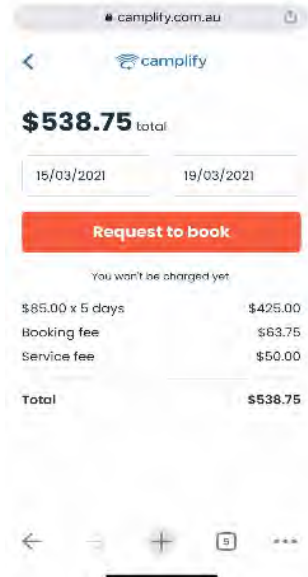 camplify.com.au
camplify
$538.75 total
15/03/2021 19/03/2021
Request to book
You won't be charged yet
$85.00 x 5 days $425.00
Booking fee $63.75
Service fee $50.00
Total $538.75
5